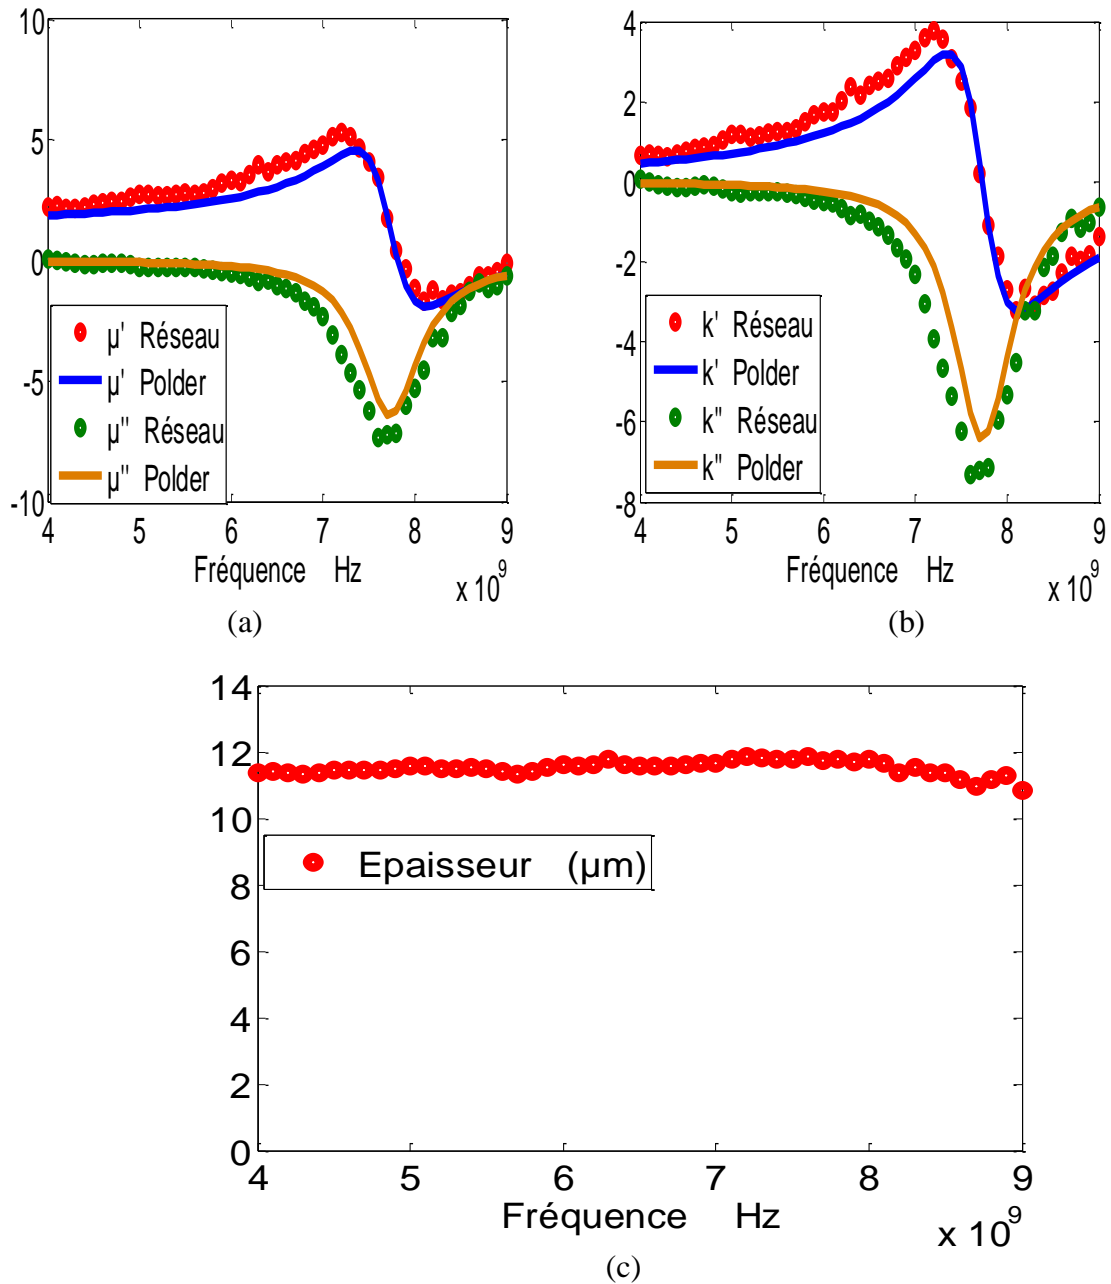 10
5
0
-5
-10
µ' Réseau
µ' Polder
µ" Réseau
µ" Polder
4 5 6 7 8 9
Fréquence Hz
x 10^9
(a)
4
2
0
-2
-4
-6
-8
k' Réseau
k' Polder
k" Réseau
k" Polder
4 5 6 7 8 9
Fréquence Hz
x 10^9
(b)
14
12
10
8
6
4
2
0
Epaisseur (µm)
4 5 6 7 8 9
Fréquence Hz
x 10^9
(c)